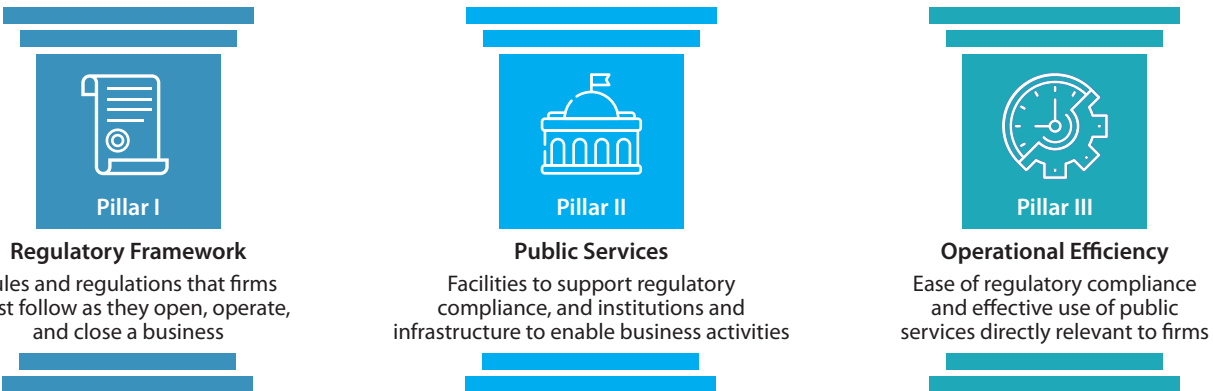 Pillar I
Regulatory Framework
ules and regulations that firms
st follow as they open, operate,
and close a business
Pillar II
Public Services
Facilities to support regulatory
compliance, and institutions and
infrastructure to enable business activities
Pillar III
Operational Efficiency
Ease of regulatory compliance
and effective use of public
services directly relevant to firms